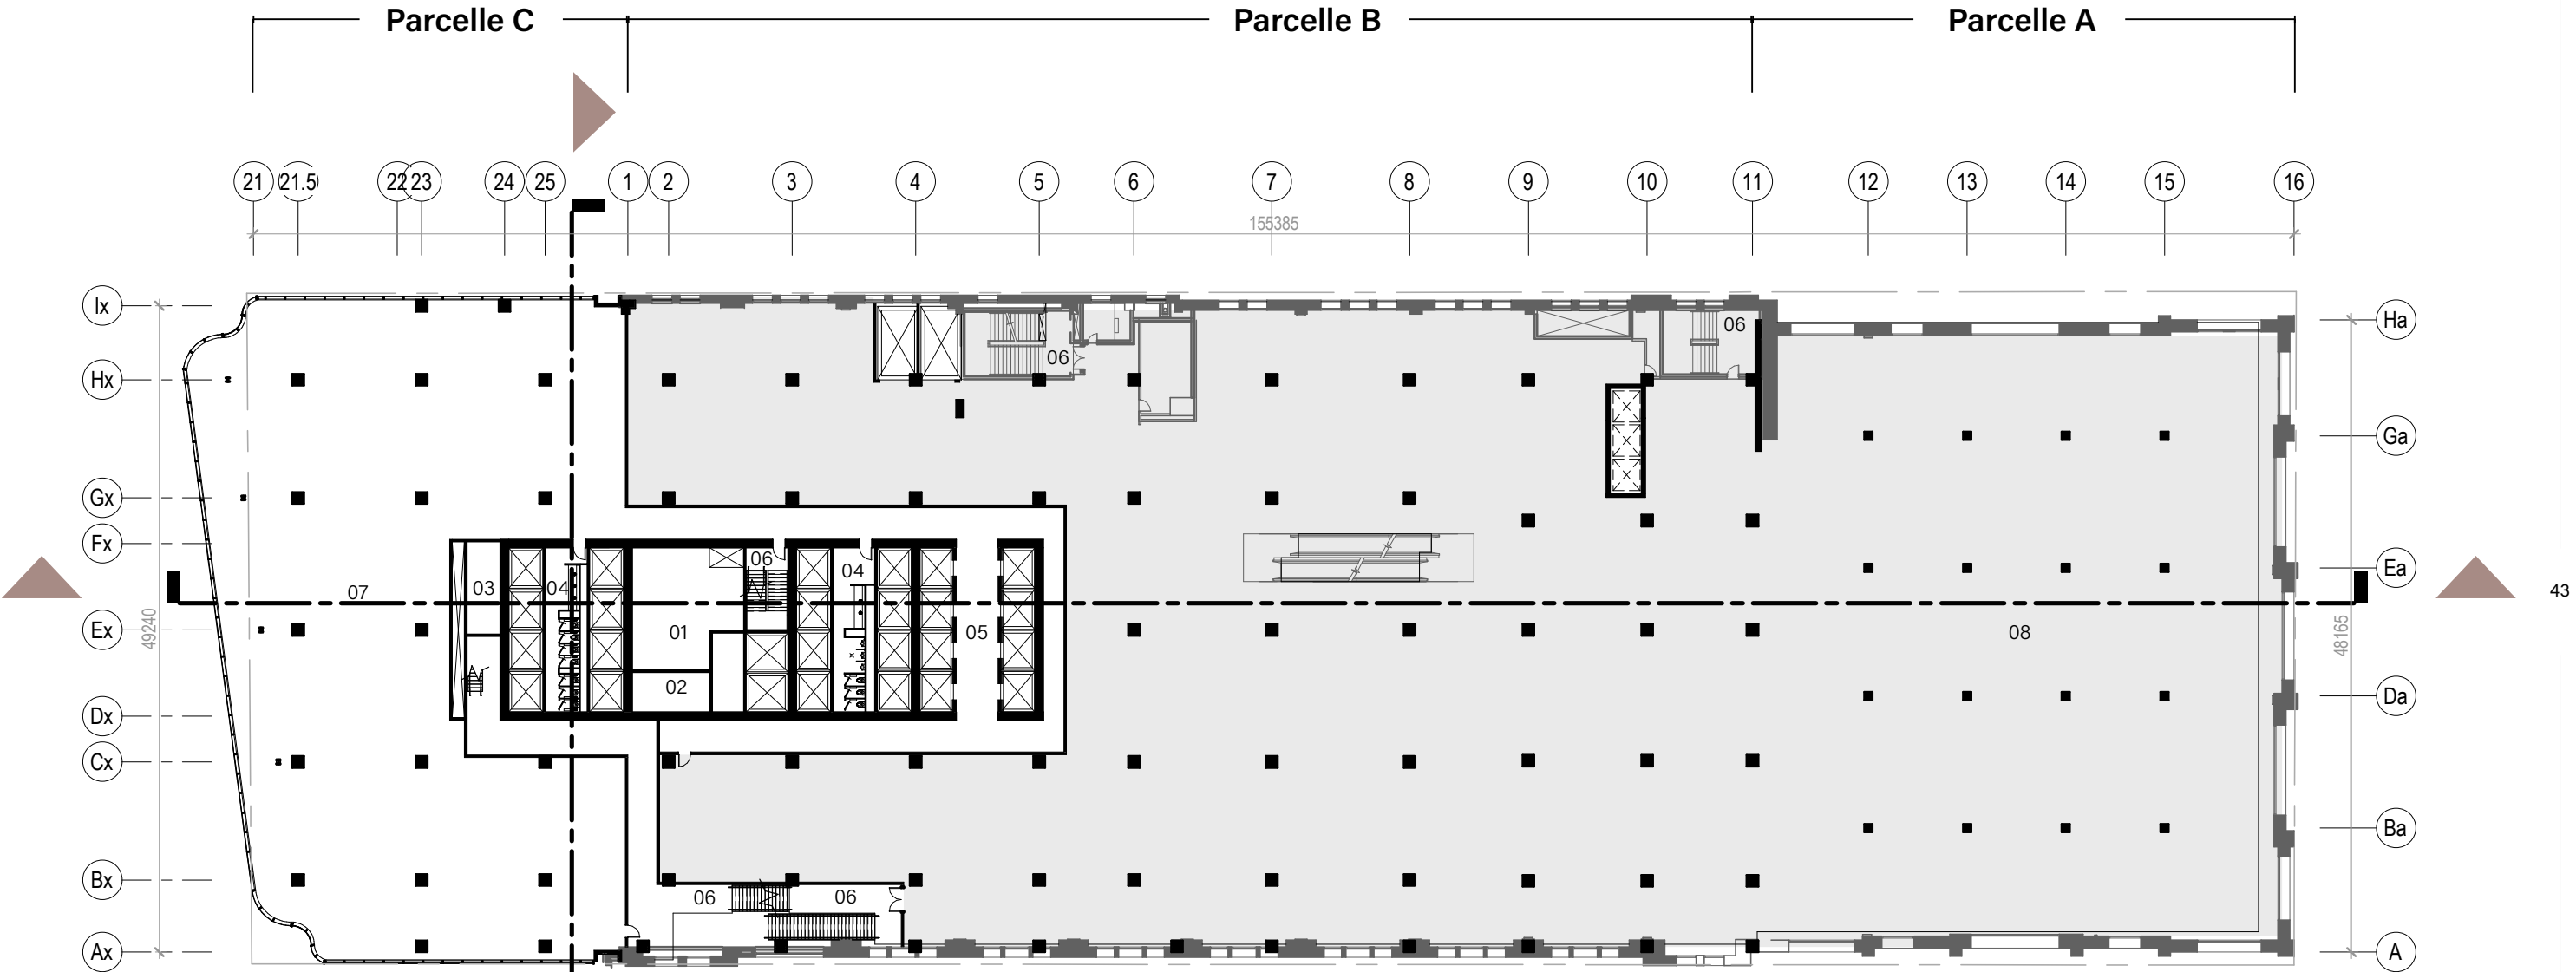 Parcelle C Parcelle B Parcelle A
21 21.5 22 23 24 25 1 2 3 4 5 6 7 8 9 10 11 12 13 14 15 16
155385
Ix
Ha
06
06
Hx
Ga
Gx
Fx
06
04
Ea
03 04
07
43
49240
Ex
01
05
08
48165
02
Da
Dx
Cx
Ba
Bx
06 06
Ax
A